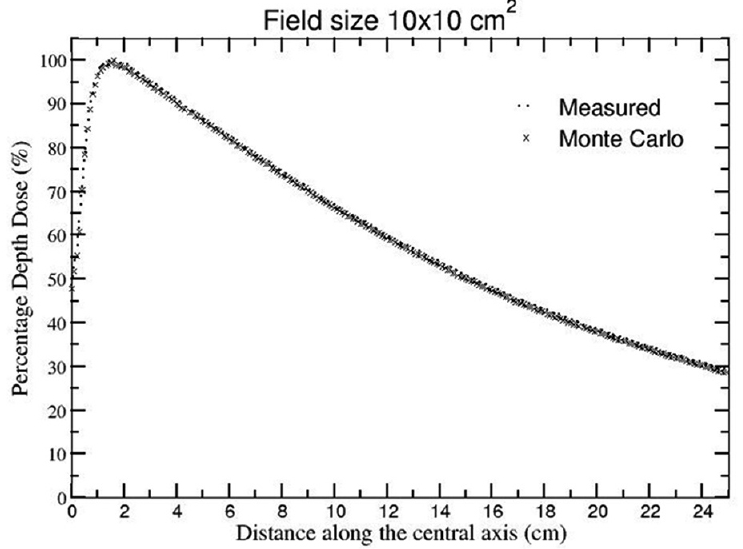 Field size 10x10 cm²
Percentage Depth Dose (%)
100
90
80
70
60
50
40
30
20
10
0
Measured
Monte Carlo
0 2 4 6 8 10 12 14 16 18 20 22 24
Distance along the central axis (cm)